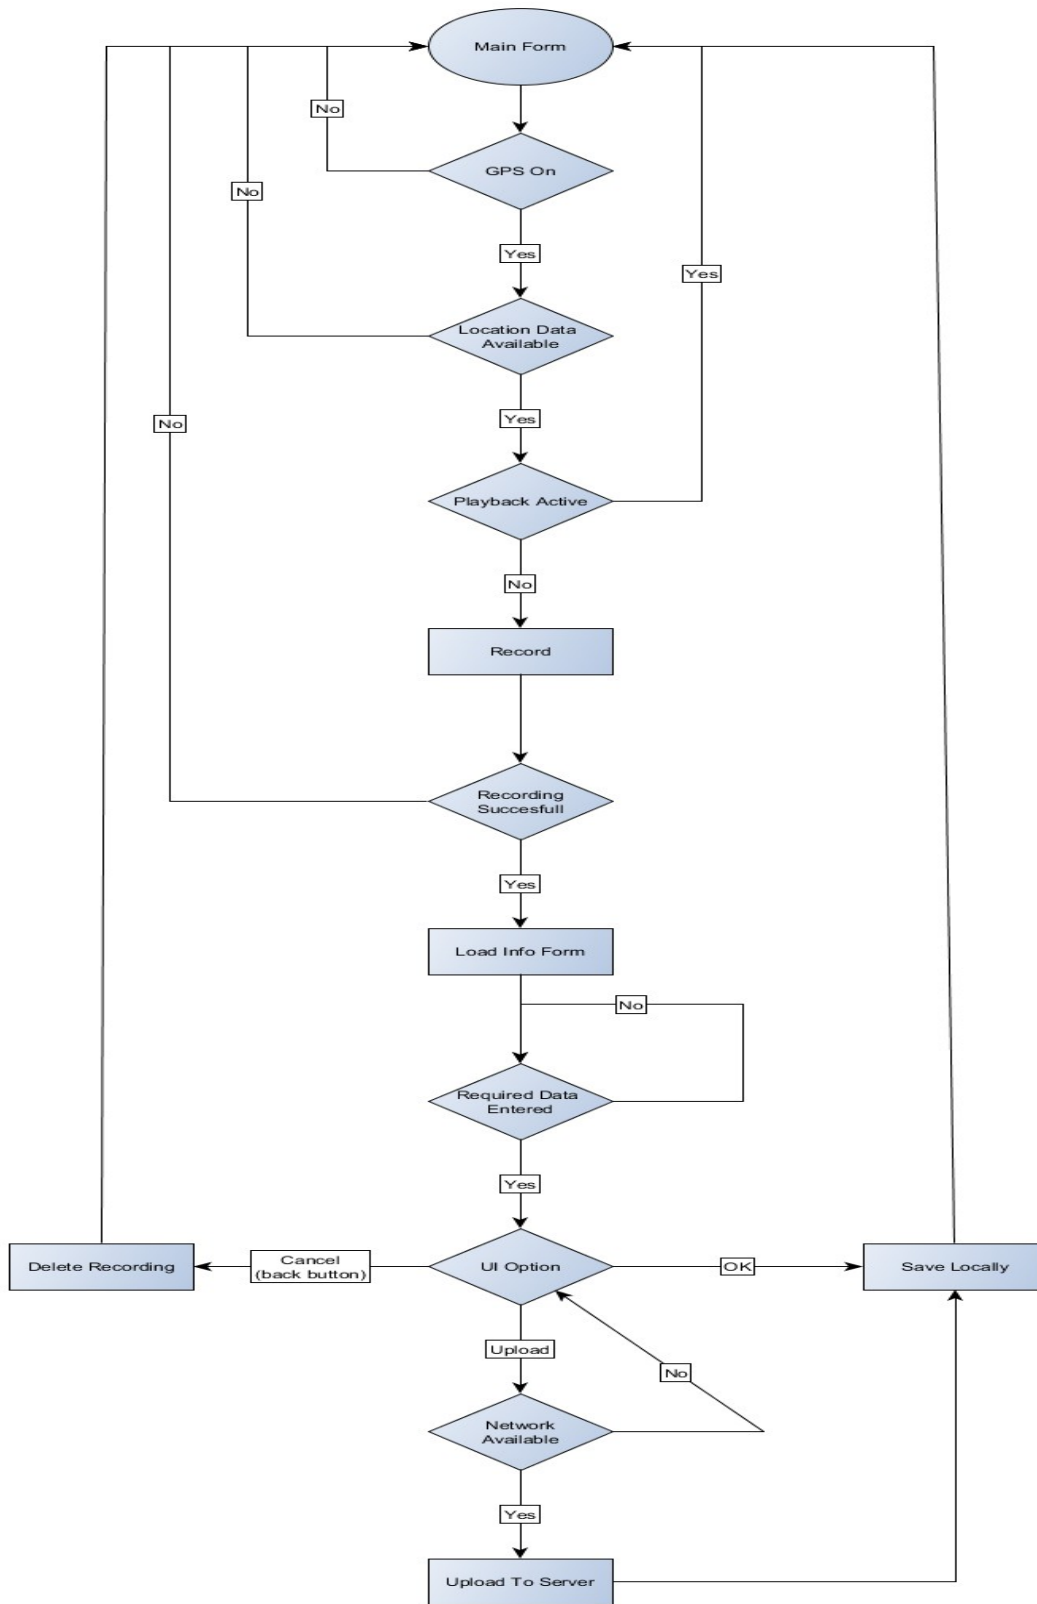 Main Form
No
GPS On
No
Yes
Yes
Location Data
Available
No
Yes
Playback Active
No
Record
Recording
Succesfull
Yes
Load Info Form
No
Required Data
Entered
Yes
Delete Recording
Cancel
(back button)
UI Option
OK
Save Locally
Upload
No
Network
Available
Yes
Upload To Server